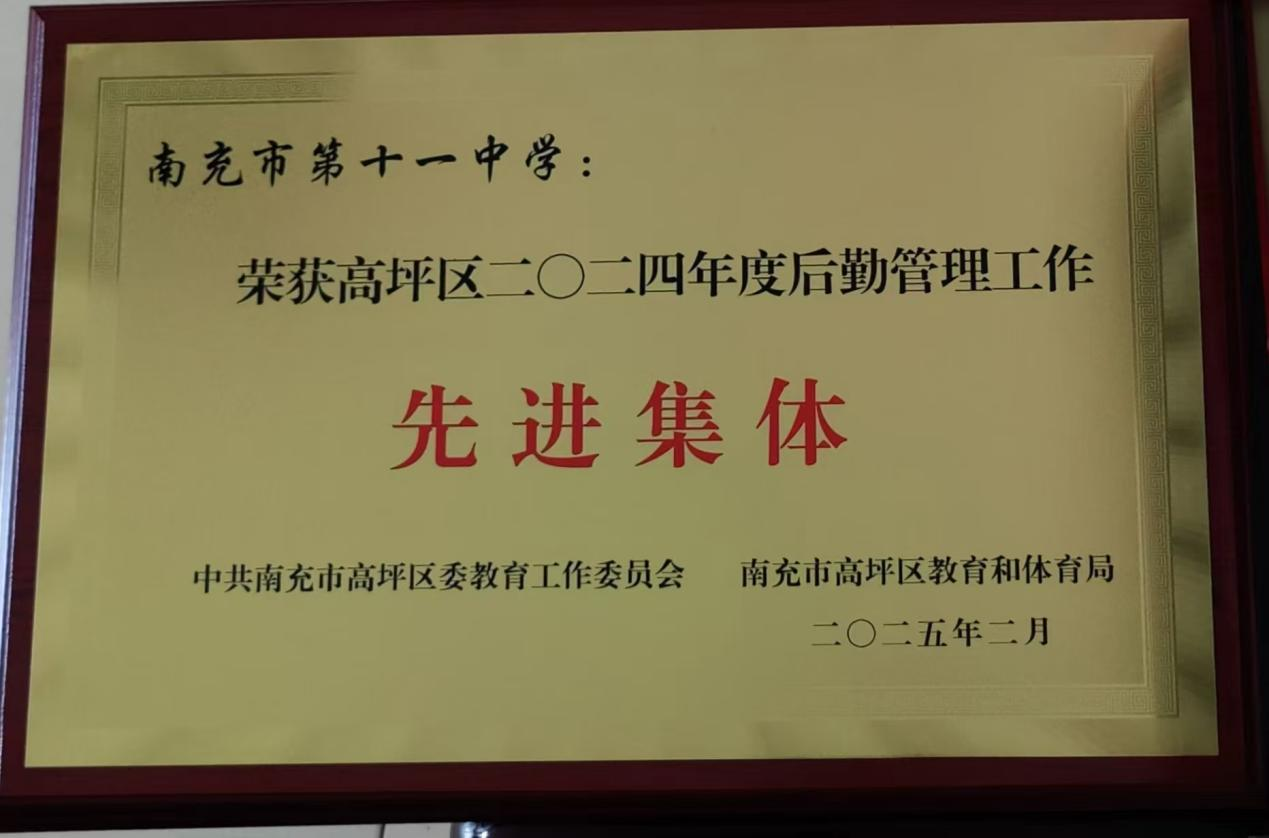 南充市第十一中学：
荣获高坪区二〇二四年度后勤管理工作
先进集体
中共南充市高坪区委教育工作委员会 南充市高坪区教育和体育局
二〇二五年二月